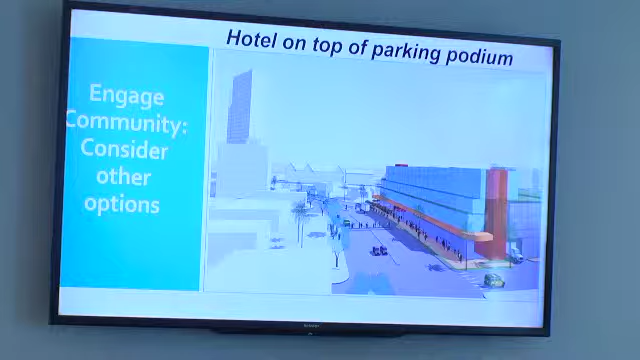 Hotel on top of parking podium
Engage
Community:
Consider
other
options